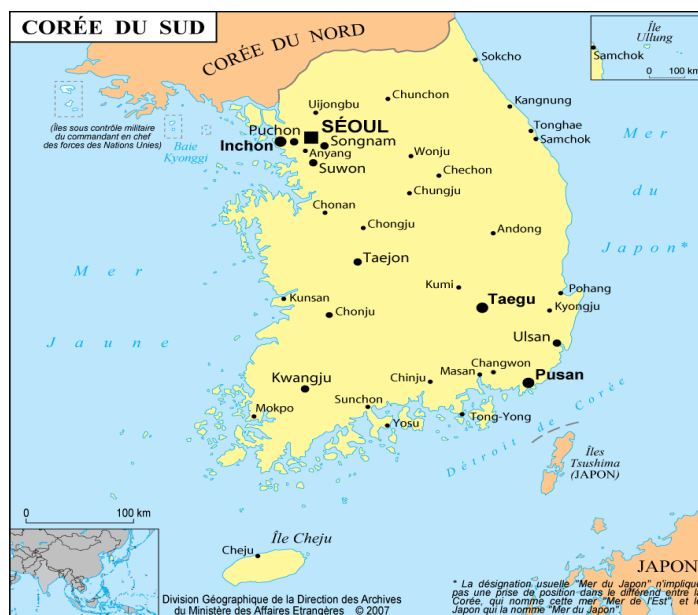 CORÉE DU SUD
CORÉE DU NORD
Île
Ullung
Samchok
0 100 km
Sokcho
Chunchon
Uijongbu
Kangnung
(Îles sous contrôle militaire
du commandant en chef
des forces des Nations Unies)
Baie
Kyonggi
Puchon
SÉOUL
Inchon
Songnam
Anyang
Suwon
Tonghae
Samchok
Wonju
Chechon
Chungju
Mer
du
Japon*
Chonan
Chongju
Andong
Taejon
Mer
Jaune
Kumi
Pohang
Kunsan
Taegu
Kyongju
Chonju
Ulsan
Changwon
Masan
Pusan
Kwangju
Chinju
Sunchon
Mokpo
Yosu
Tong-Yong
Détroit de Corée
Îles
Tsushima
(JAPON)
0 100 km
Île Cheju
Cheju
JAPON
Division Géographique de la Direction des Archives
du Ministère des Affaires Etrangères © 2007
* La désignation usuelle "Mer du Japon" n'implique
pas une prise de position dans le différent entre la
Corée, qui nomme cette mer "Mer de l'Est", et le
Japon qui la nomme "Mer du Japon".